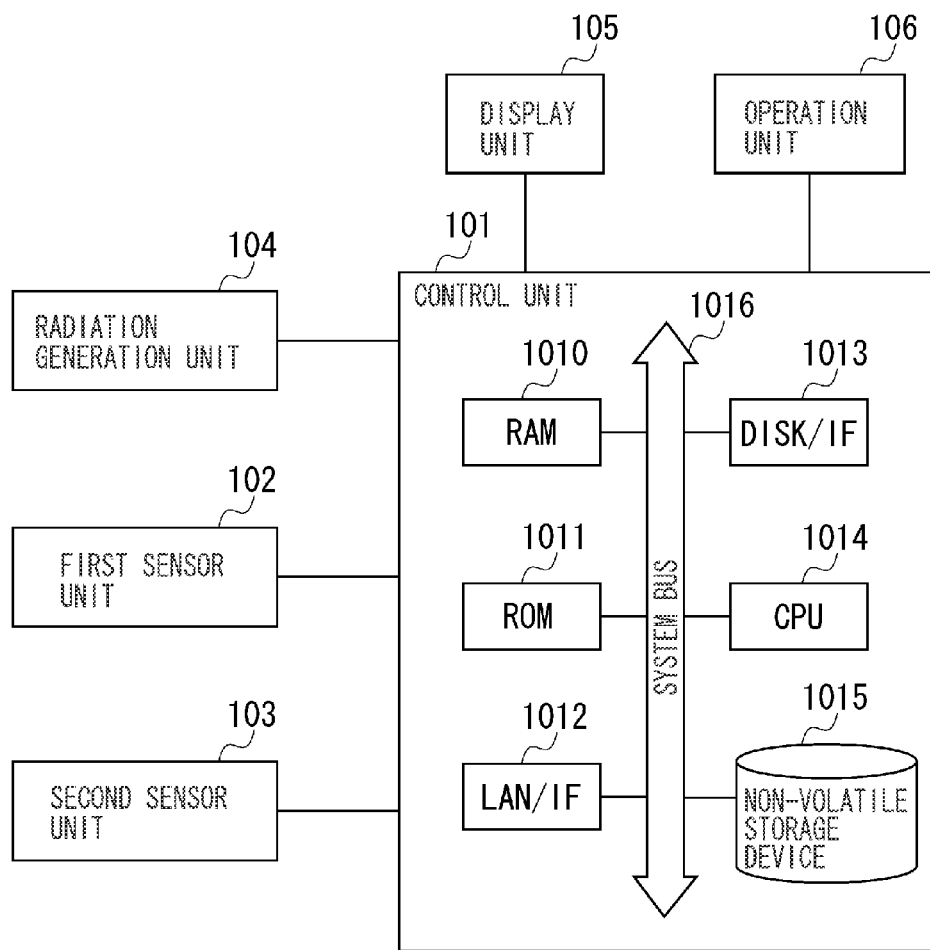 105
106
DISPLAY
UNIT
OPERATION
UNIT
101
104
CONTROL UNIT
RADIATION
GENERATION UNIT
1016
1010
1013
RAM
DISK/IF
102
1011
1014
FIRST SENSOR
UNIT
ROM
CPU
SYSTEM BUS
103
1012
1015
SECOND SENSOR
UNIT
LAN/IF
NON-VOLATILE
STORAGE
DEVICE